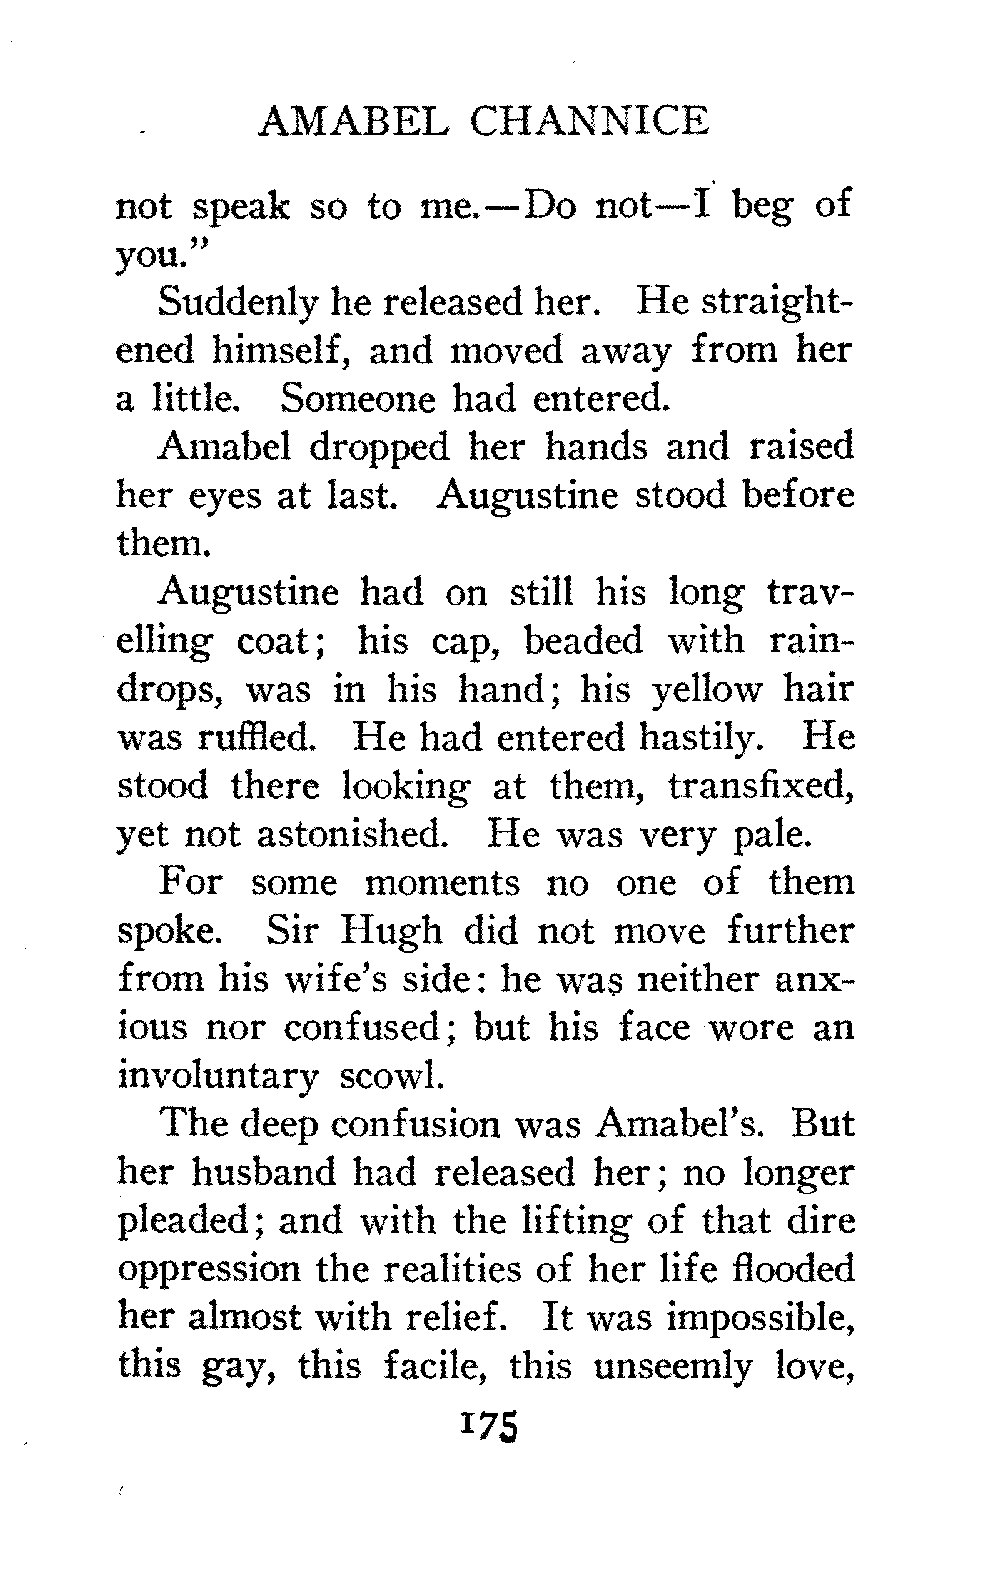 AMABEL CHANNICE
not speak so to me.—Do not—I beg of
you."
Suddenly he released her. He straight-
ened himself, and moved away from her
a little. Someone had entered.
Amabel dropped her hands and raised
her eyes at last. Augustine stood before
them.
Augustine had on still his long trav-
elling coat; his cap, beaded with rain-
drops, was in his hand; his yellow hair
was ruffled. He had entered hastily. He
stood there looking at them, transfixed,
yet not astonished. He was very pale.
For some moments no one of them
spoke. Sir Hugh did not move further
from his wife's side: he was neither anx-
ious nor confused; but his face wore an
involuntary scowl.
The deep confusion was Amabel's. But
her husband had released her; no longer
pleaded; and with the lifting of that dire
oppression the realities of her life flooded
her almost with relief. It was impossible,
this gay, this facile, this unseemly love,
175